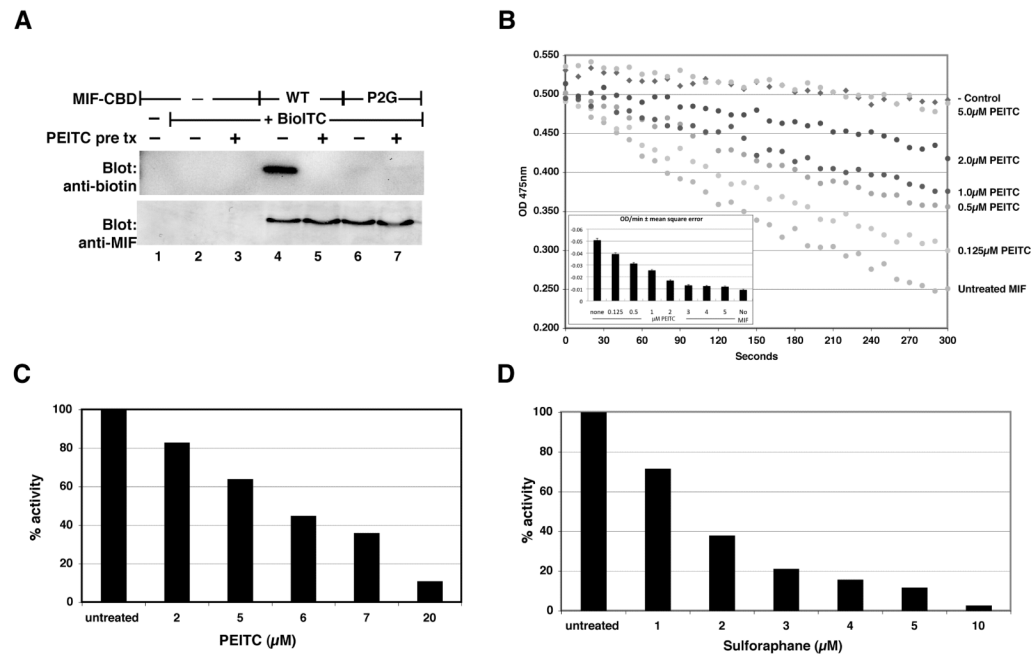 A
MIF-CBD – WT P2G
– + BioITC
PEITC pre tx – + – + – +
Blot:
anti-biotin
Blot:
anti-MIF
1 2 3 4 5 6 7
B
OD 475nm
0.550
0.500
0.450
0.400
0.350
0.300
0.250
0.200
0 30 60 90 120 150 180 210 240 270 300
Seconds
- Control
5.0µM PEITC
2.0µM PEITC
1.0µM PEITC
0.5µM PEITC
0.125µM PEITC
Untreated MIF
OD/min ± mean square error
-0.06
-0.05
-0.04
-0.03
-0.02
-0.01
0
none 0.125 0.5 1 2 3 4 5 No
µM PEITC MIF
C
% activity
100
80
60
40
20
0
untreated 2 5 6 7 20
PEITC (µM)
D
% activity
100
80
60
40
20
0
untreated 1 2 3 4 5 10
Sulforaphane (µM)